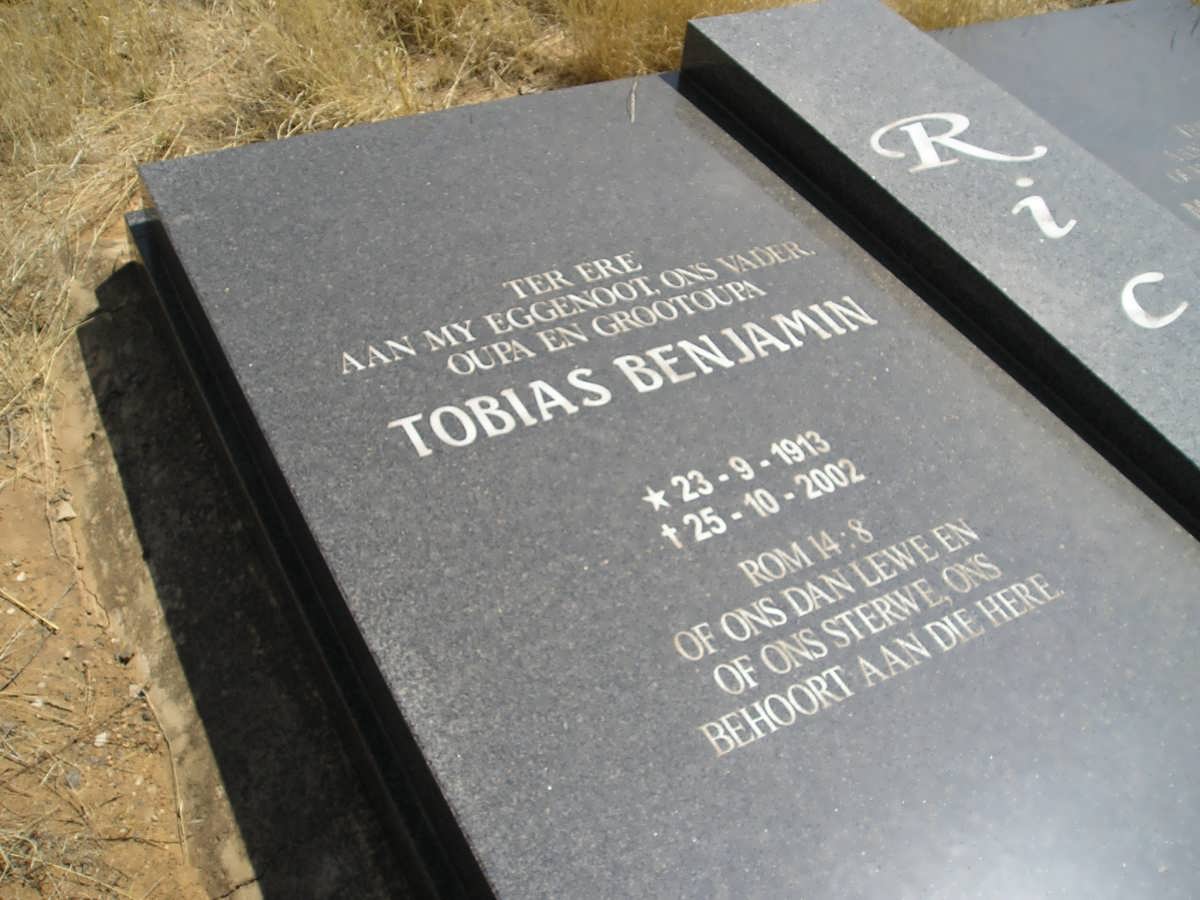 TER ERE
AAN MY EGGENOOT, ONS VADER.
OUPA EN GROOTOUPA
TOBIAS BENJAMIN
★ 23 - 9 - 1913
✝ 25 - 10 - 2002
ROM 14 : 8
OF ONS DAN LEWE EN
OF ONS STERWE, ONS
BEHOORT AAN DIE HERE.
R
i
c